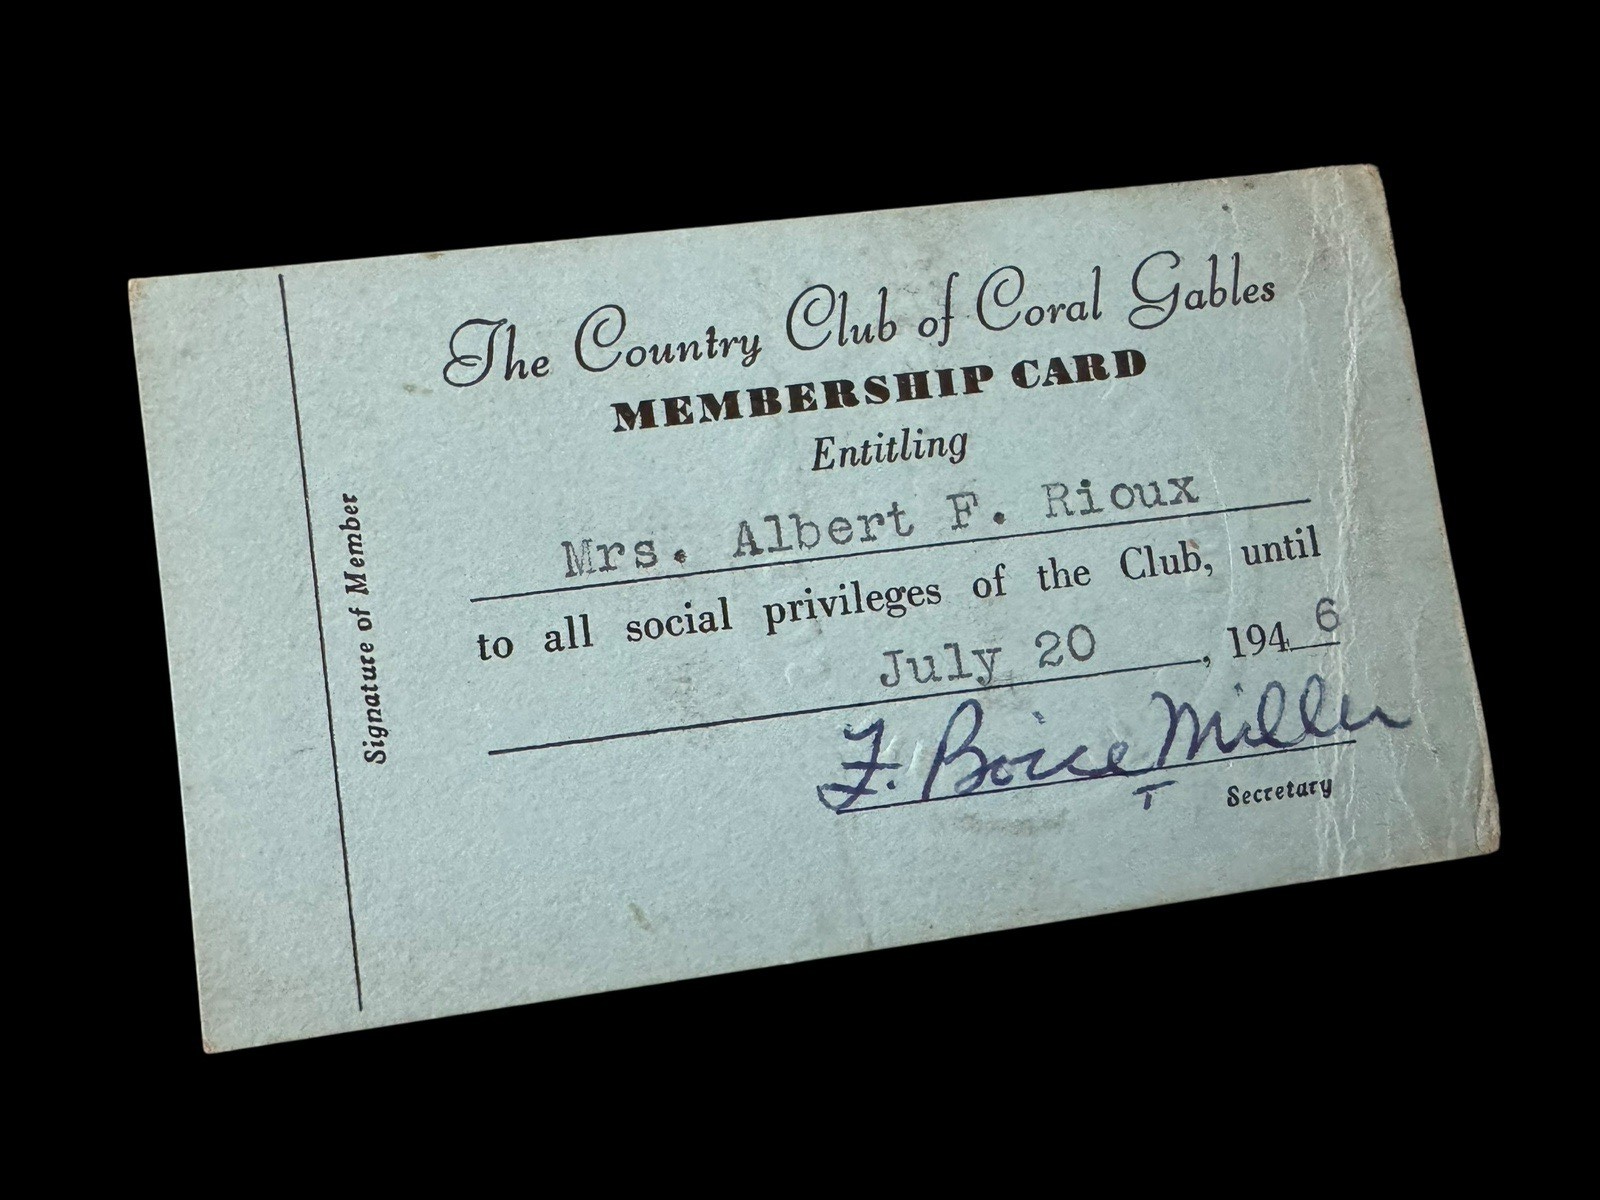 The Country Club of Coral Gables
MEMBERSHIP CARD
Entitling
Mrs. Albert F. Rioux
to all social privileges of the Club, until
July 20, 1946
F. Boice Miller
T Secretary
Signature of Member